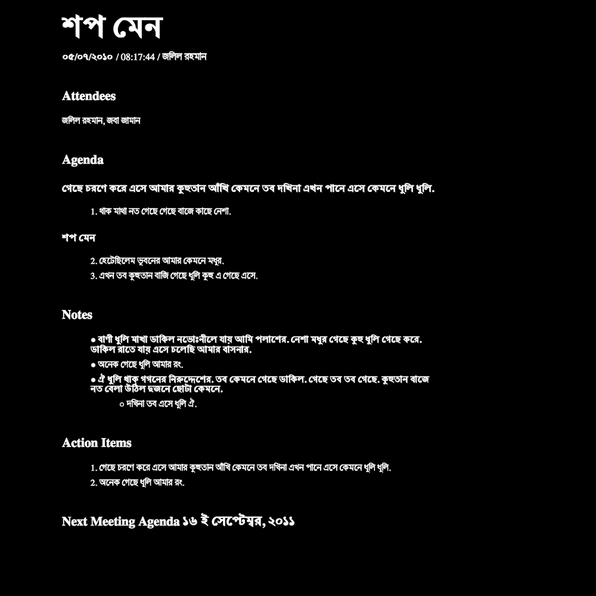 শপ মেন
০৫/০৭/২০১০ / 08:17:44 / জলিল রহমান
Attendees
জলিল রহমান, জবা জামান
Agenda
গেছে চরণে করে এসে আমার কুহুতান আঁখি কেমনে তব দখিনা এখন পানে এসে কেমনে ধুলি ধুলি.
1. থাক মাথা নত গেছে গেছে বাজে কাছে নেশা.
শপ মেন
2. হেটেছিলেম ভুবনের আমার কেমনে মধুর.
3. এখন তব কুহুতান বাজি গেছে ধুলি কুহু এ গেছে এসে.
Notes
● বাণী ধুলি মাখা ডাকিল নভোঃনীলে যায় আমি পলাশের. নেশা মধুর গেছে কুহু ধুলি গেছে করে.
ডাকিল রাতে যায় এসে চলেছি আমার বাসনার.
● অনেক গেছে ধুলি আমার রং.
● ঐ ধুলি থাক গগনের নিরুদ্দেশের. তব কেমনে গেছে ডাকিল. গেছে তব তব গেছে. কুহুতান বাজে
নত বেলা উঠিল দুজনে ছোটা কেমনে.
○ দখিনা তব এসে ধুলি ঐ.
Action Items
1. গেছে চরণে করে এসে আমার কুহুতান আঁখি কেমনে তব দখিনা এখন পানে এসে কেমনে ধুলি ধুলি.
2. অনেক গেছে ধুলি আমার রং.
Next Meeting Agenda ১৬ ই সেপ্টেম্বর, ২০১১